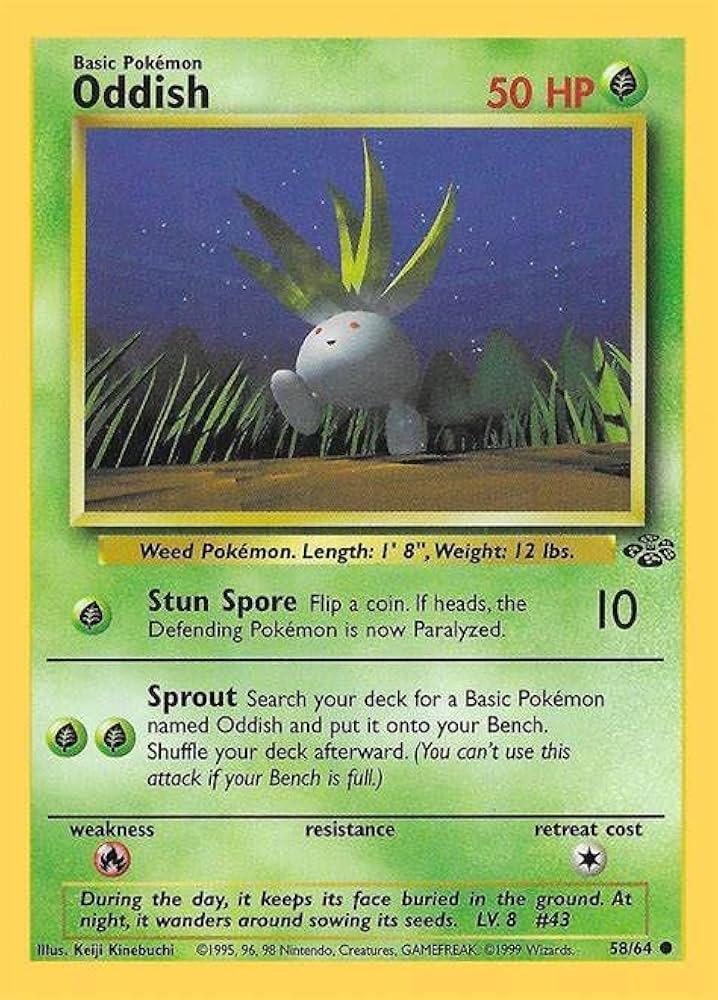 Basic Pokémon
Oddish
50 HP
Weed Pokémon. Length: 1' 8", Weight: 12 lbs.
Stun Spore Flip a coin. If heads, the
Defending Pokémon is now Paralyzed.
10
Sprout Search your deck for a Basic Pokémon
named Oddish and put it onto your Bench.
Shuffle your deck afterward. (You can't use this
attack if your Bench is full.)
weakness resistance retreat cost
During the day, it keeps its face buried in the ground. At
night, it wanders around sowing its seeds. LV. 8 #43
Illus. Keiji Kinebuchi ©1995, 96, 98 Nintendo, Creatures, GAMEFREAK. ©1999 Wizards. 58/64